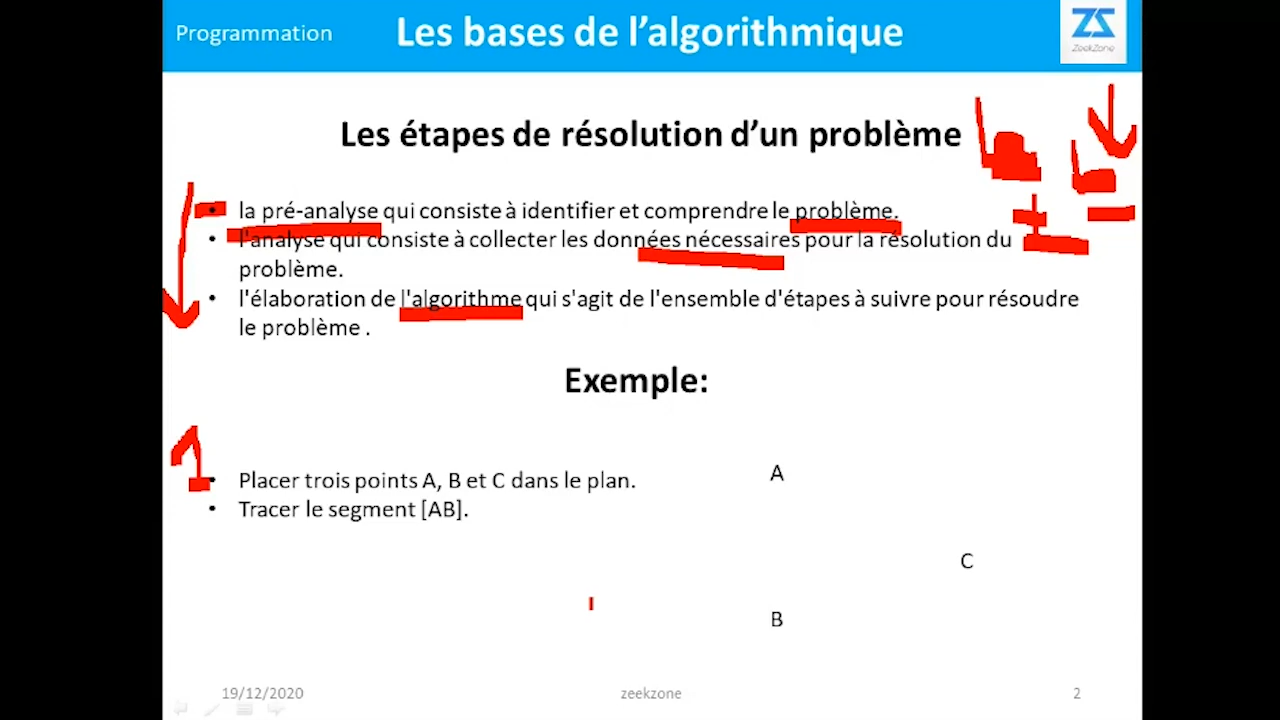 Programmation
Les bases de l’algorithmique
ZS
ZeekZone
Les étapes de résolution d’un problème
• la pré-analyse qui consiste à identifier et comprendre le problème.
• l'analyse qui consiste à collecter les données nécessaires pour la résolution du
problème.
• l'élaboration de l'algorithme qui s'agit de l'ensemble d'étapes à suivre pour résoudre
le problème .
Exemple:
1
• Placer trois points A, B et C dans le plan.
• Tracer le segment [AB].
A
C
B
19/12/2020
zeekzone
2